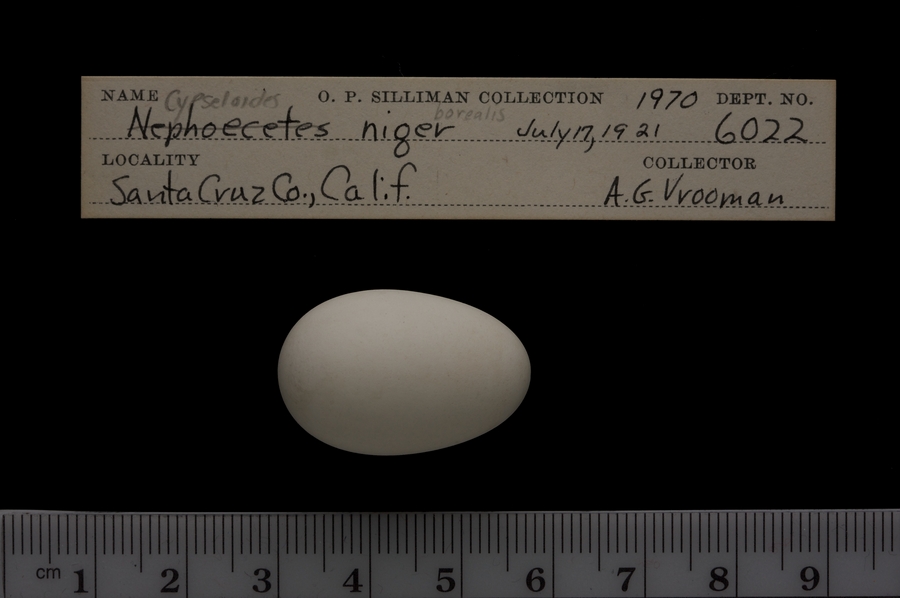 NAME Cypseloides O. P. SILLIMAN COLLECTION 1970 DEPT. NO.
Nephoecetes niger borealis July 17, 1921 6022
LOCALITY COLLECTOR
Santa Cruz Co., Calif. A.G. Vrooman
cm 1 2 3 4 5 6 7 8 9